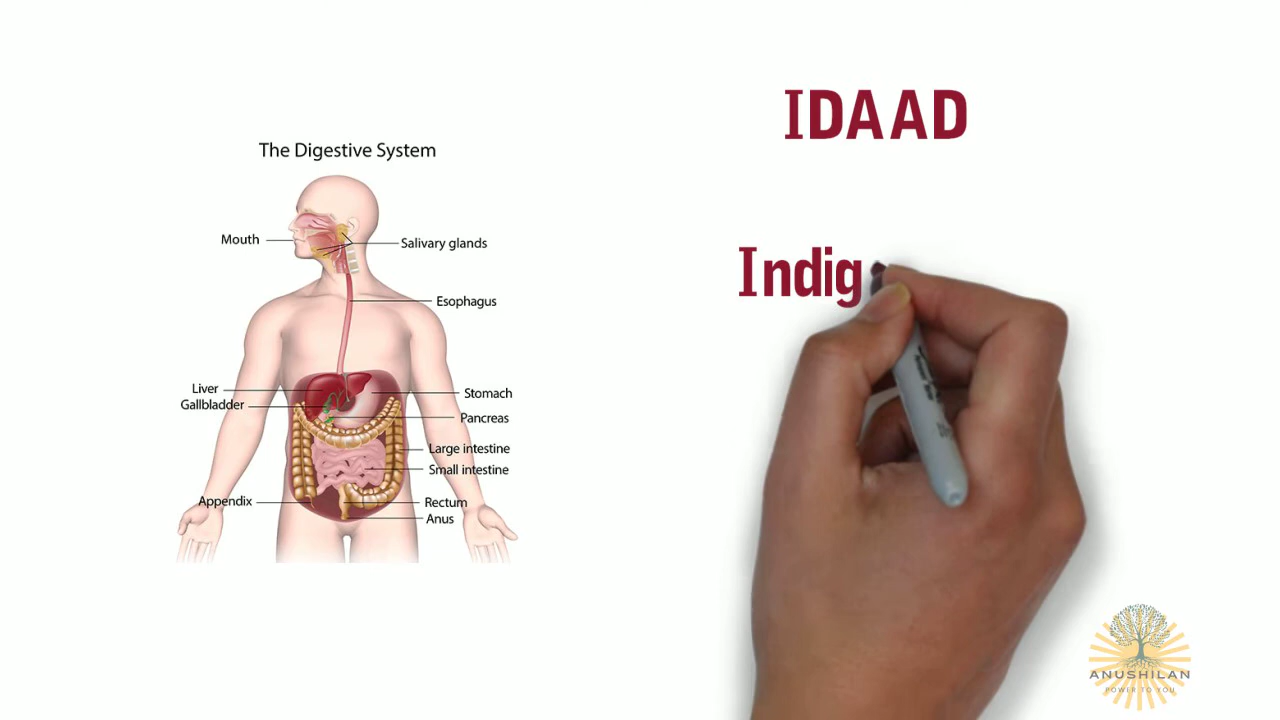 The Digestive System
Mouth
Salivary glands
Esophagus
Liver
Gallbladder
Stomach
Pancreas
Large intestine
Small intestine
Appendix
Rectum
Anus
IDAAD
Indig
ANUSHILAN
POWER TO YOU